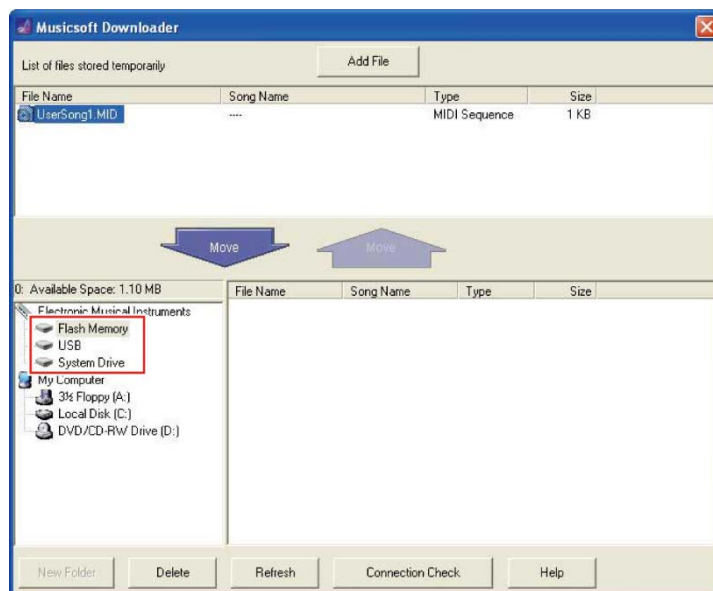 Musicsoft Downloader
List of files stored temporarily
Add File
File Name Song Name Type Size
UserSong1.MID ---- MIDI Sequence 1 KB
Move Move
0: Available Space: 1.10 MB
File Name Song Name Type Size
Electronic Musical Instruments
Flash Memory
USB
System Drive
My Computer
3½ Floppy (A:)
Local Disk (C:)
DVD/CD-RW Drive (D:)
New Folder Delete Refresh Connection Check Help